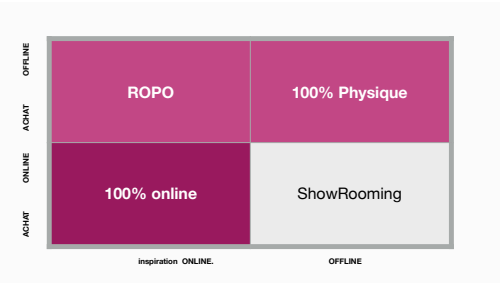 OFFLINE
ACHAT
ROPO
100% Physique
ONLINE
ACHAT
100% online
ShowRooming
inspiration ONLINE.
OFFLINE